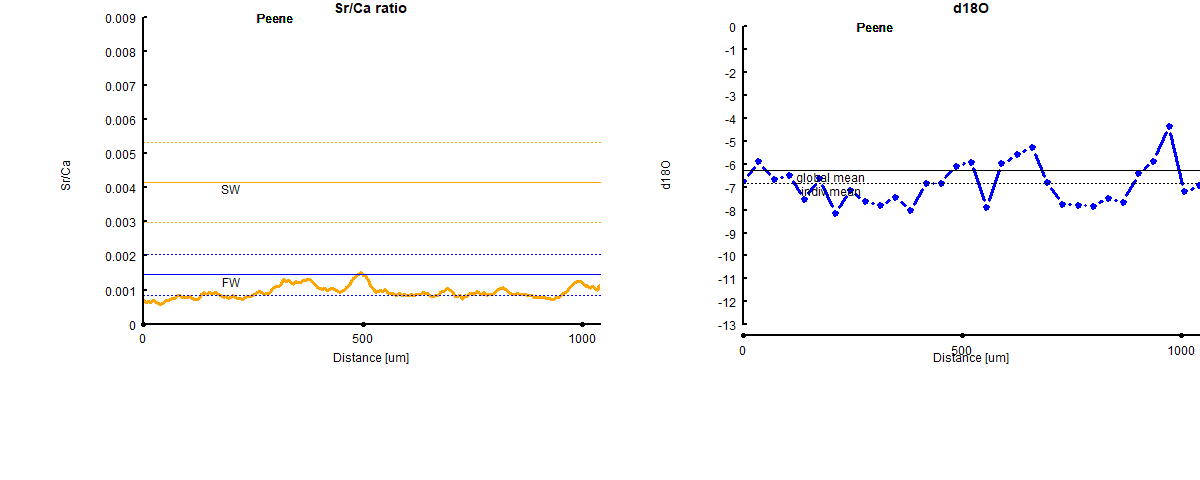 Sr/Ca ratio
Peene
0.009
0.008
0.007
0.006
0.005
0.004
0.003
0.002
0.001
0
Sr/Ca
SW
FW
0
500
1000
Distance [um]
d18O
Peene
0
-1
-2
-3
-4
-5
-6
-7
-8
-9
-10
-11
-12
-13
d18O
global mean
indiv mean
0
500
1000
Distance [um]